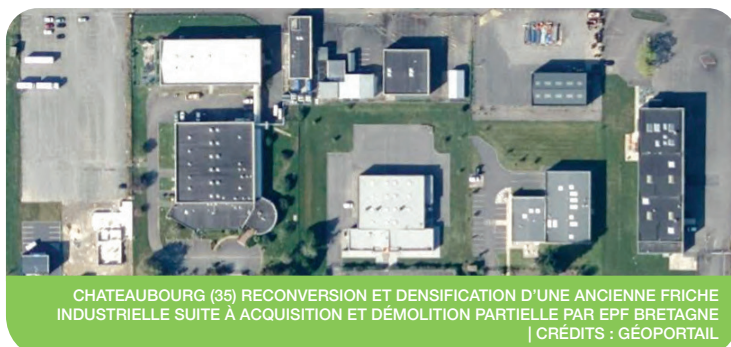 CHATEAUBOURG (35) RECONVERSION ET DENSIFICATION D'UNE ANCIENNE FRICHE
INDUSTRIELLE SUITE À ACQUISITION ET DÉMOLITION PARTIELLE PAR EPF BRETAGNE
| CRÉDITS : GÉOPORTAIL